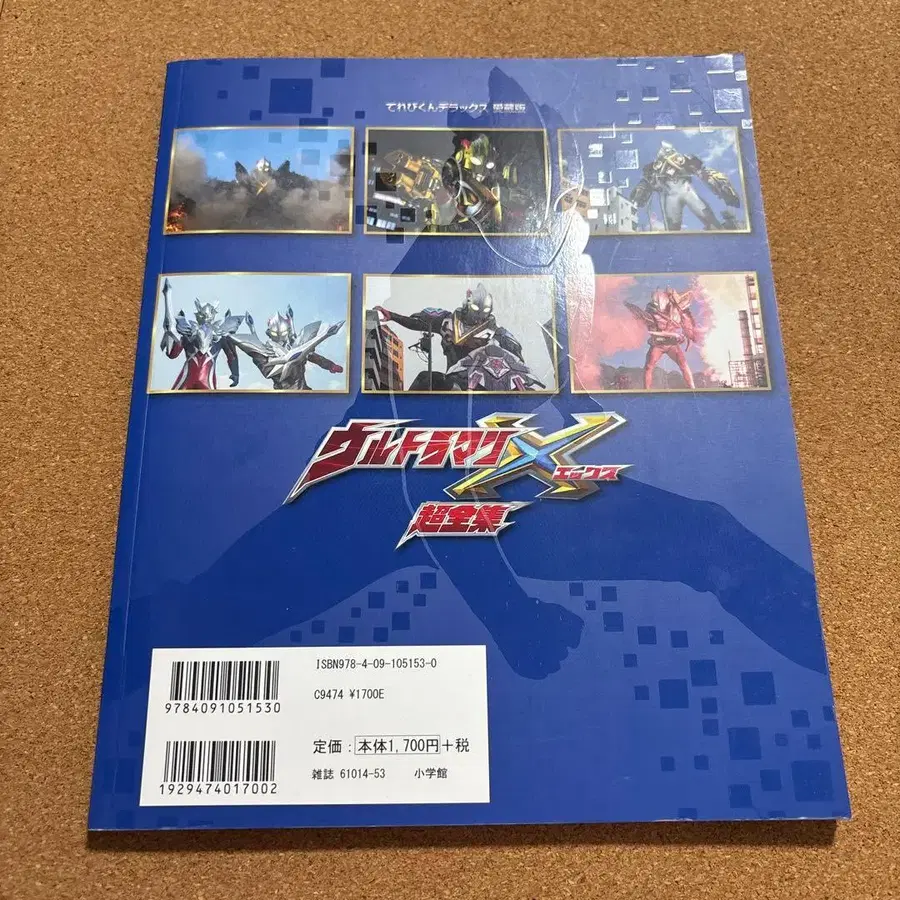 てれびくんデラックス 愛蔵版
ウルトラマンX
エックス
超全集
ISBN978-4-09-105153-0
C9474 ¥1700E
9784091051530
定価：本体1,700円＋税
雑誌 61014-53 小学館
1929474017002